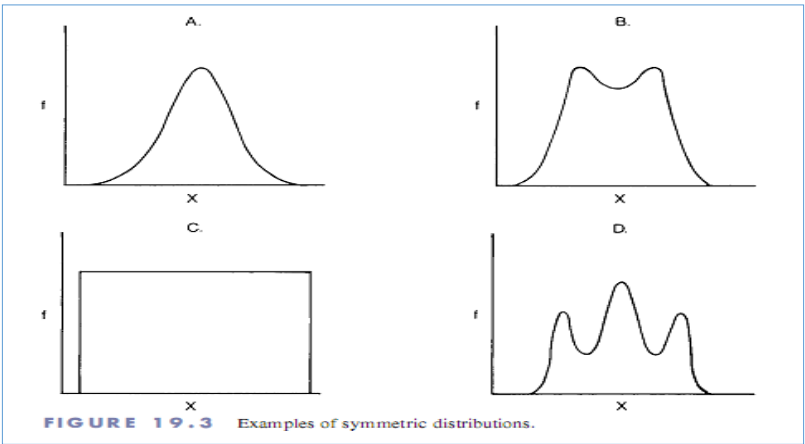 A.
B.
f
f
X
X
C.
D.
f
f
X
X
FIGURE 19.3 Examples of symmetric distributions.